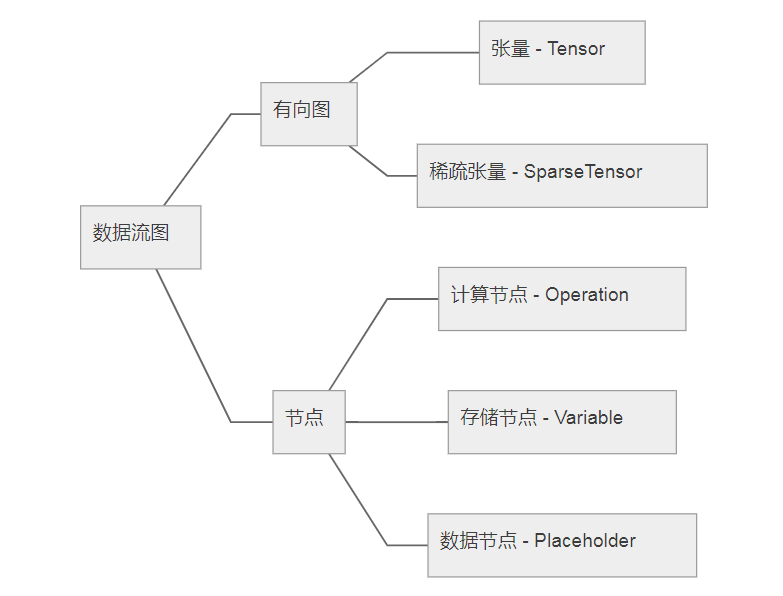 张量 - Tensor
有向图
稀疏张量 - SparseTensor
数据流图
计算节点 - Operation
节点
存储节点 - Variable
数据节点 - Placeholder